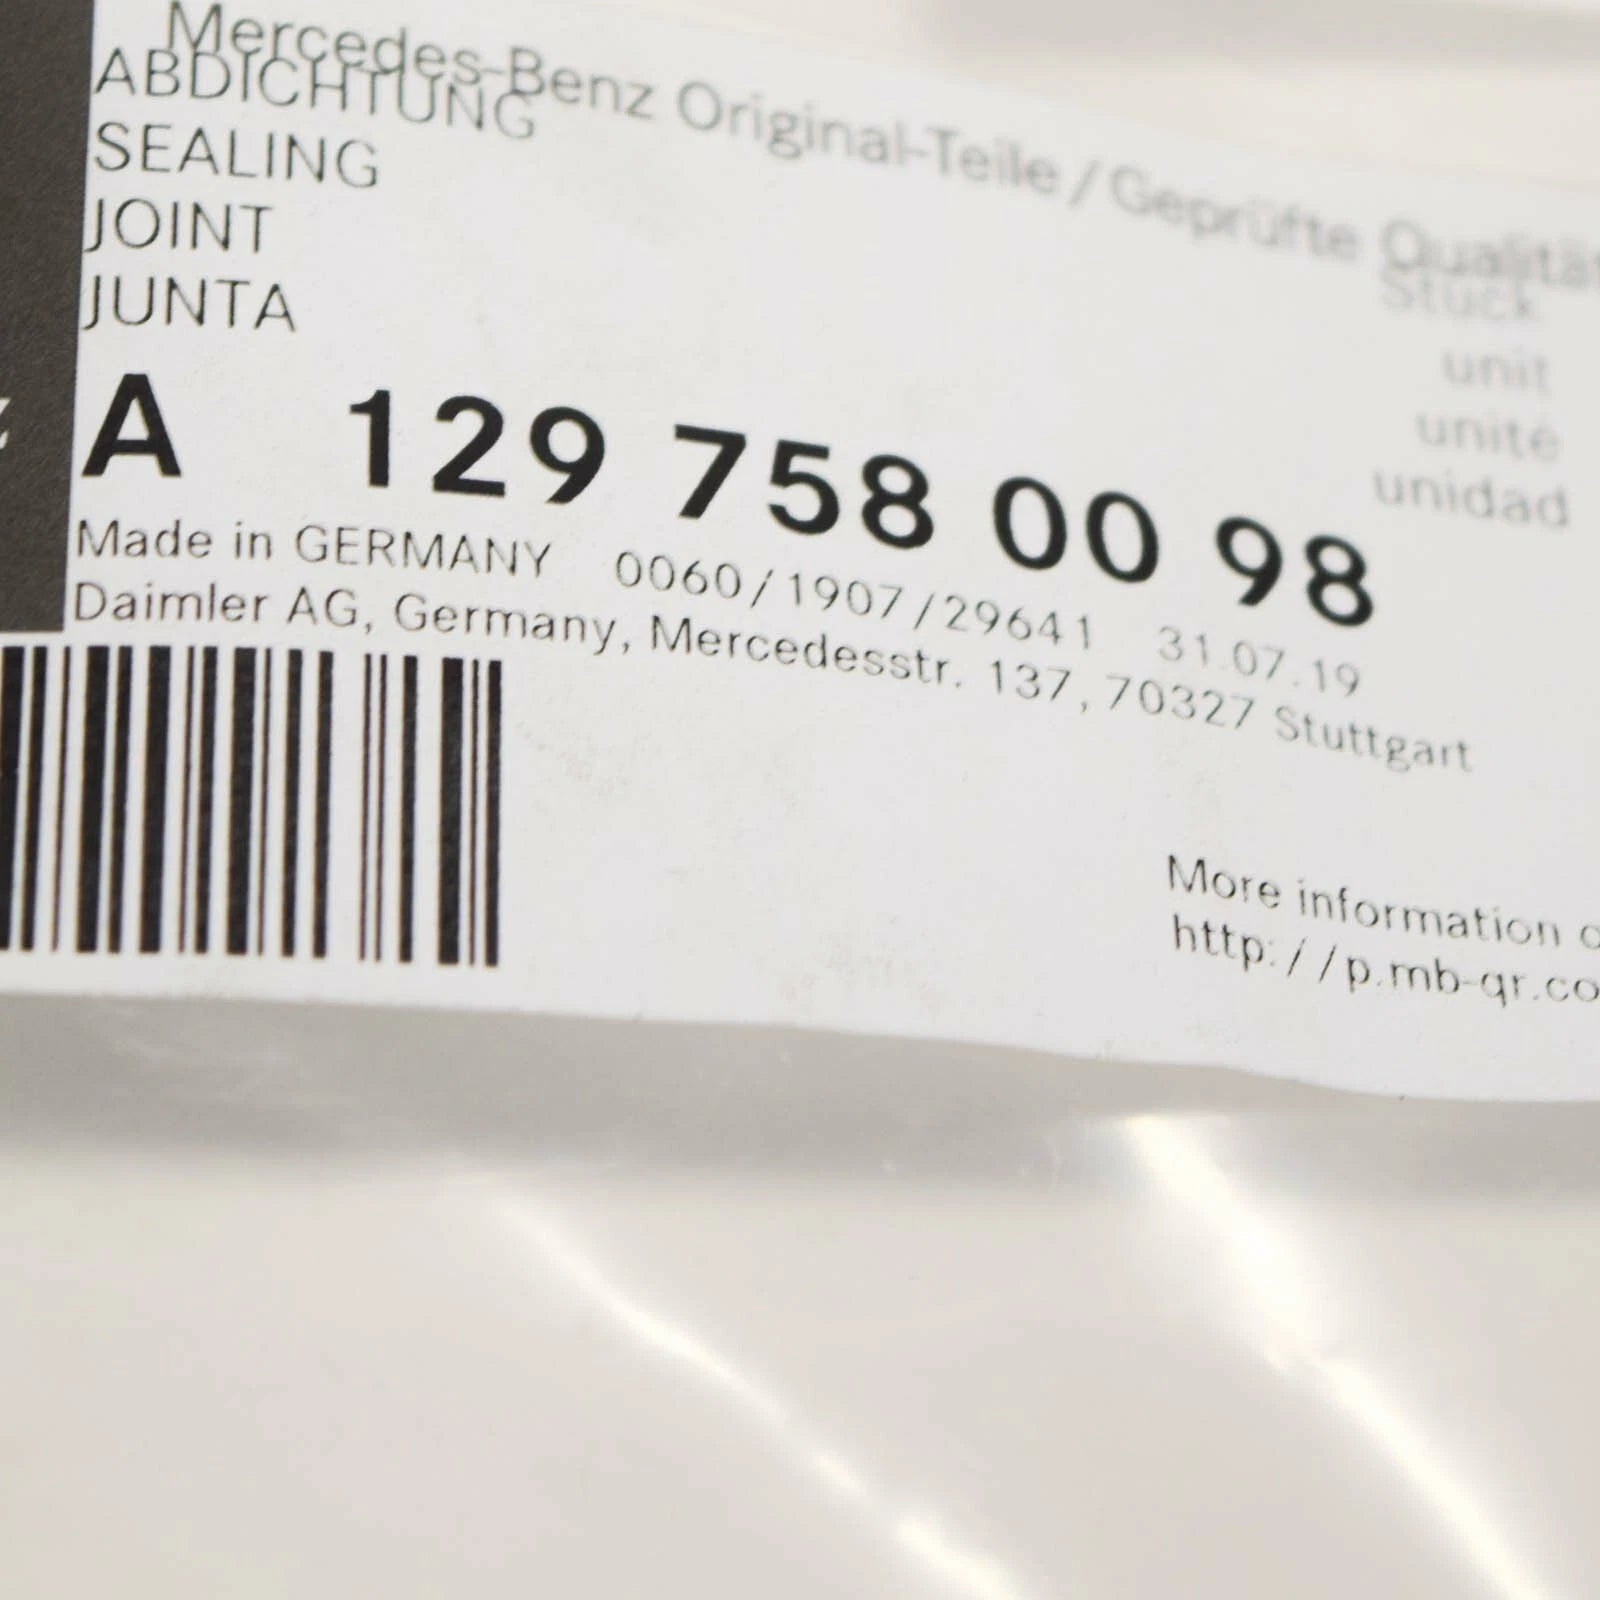 Mercedes-Benz Original-Teile / Geprüfte Qualität
ABDICHTUNG
SEALING
JOINT
JUNTA
Stück
unit
unité
unidad
A 129 758 00 98
Made in GERMANY 0060/1907/29641 31.07.19
Daimler AG, Germany, Mercedesstr. 137, 70327 Stuttgart
More information
http://p.mb-qr.co